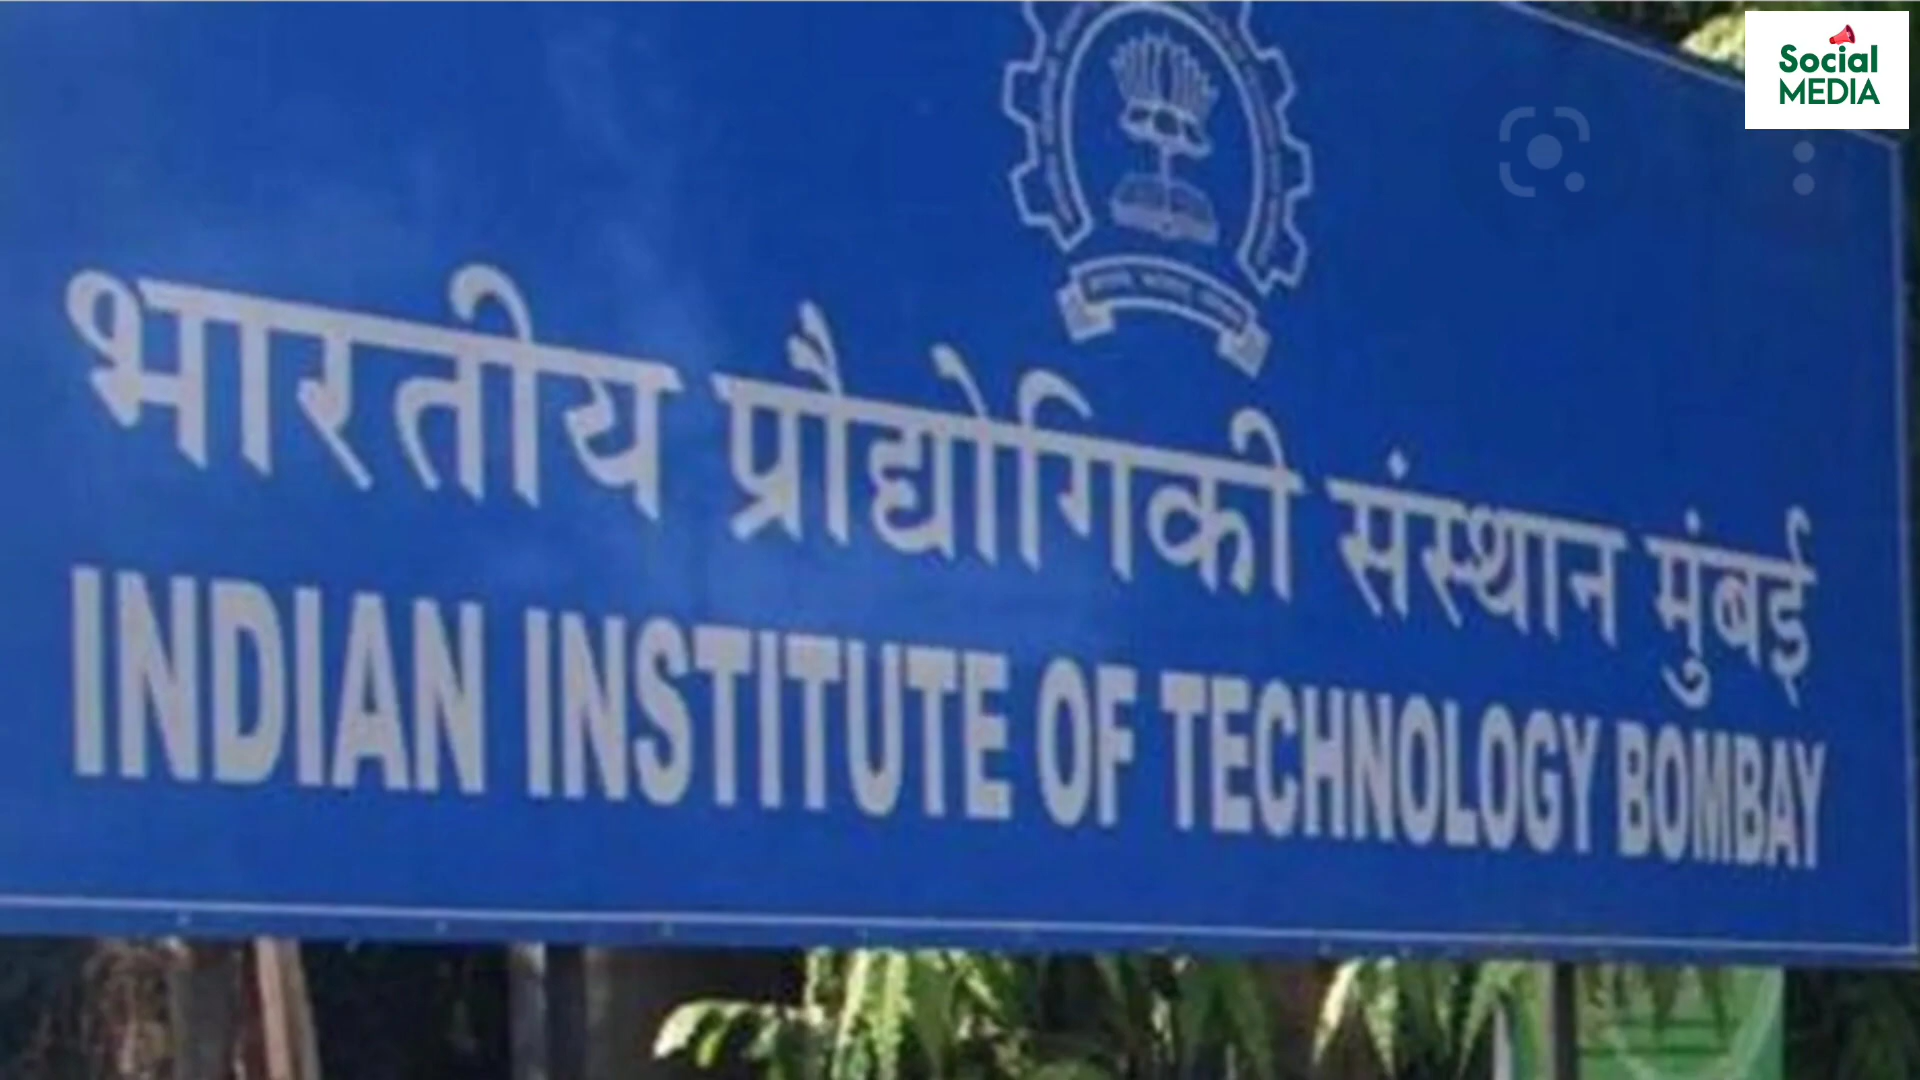 Social
MEDIA
भारतीय प्रौद्योगिकी संस्थान मुंबई
INDIAN INSTITUTE OF TECHNOLOGY BOMBAY